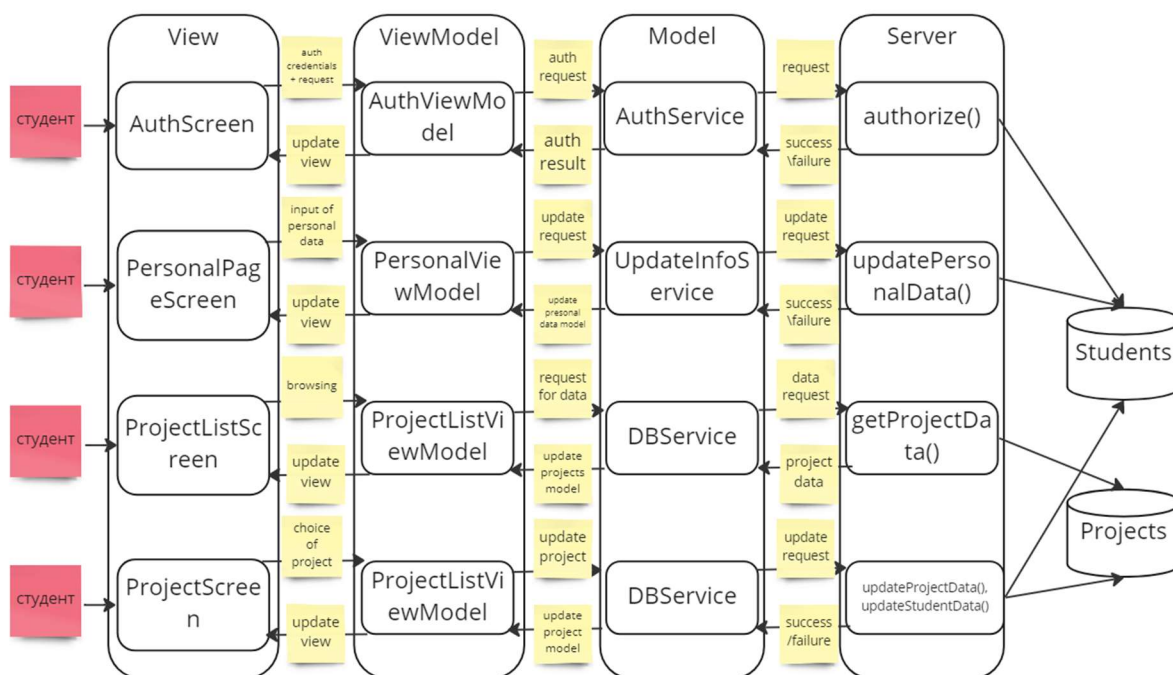 View
ViewModel
Model
Server
студент
AuthScreen
auth
credentials
+ request
update
view
AuthViewMo
del
auth
request
auth
result
AuthService
request
success
\failure
authorize()
студент
PersonalPag
eScreen
input of
personal
data
update
view
PersonalVie
wModel
update
request
update
presonal
data model
UpdateInfoS
ervice
update
request
success
\failure
updatePerso
nalData()
Students
студент
ProjectListSc
reen
browsing
update
view
ProjectListVi
ewModel
request
for data
update
projects
model
DBService
data
request
project
data
getProjectDa
ta()
Projects
студент
ProjectScree
n
choice
of
project
update
view
ProjectListVi
ewModel
update
project
update
project
model
DBService
update
request
success
/failure
updateProjectData(),
updateStudentData()